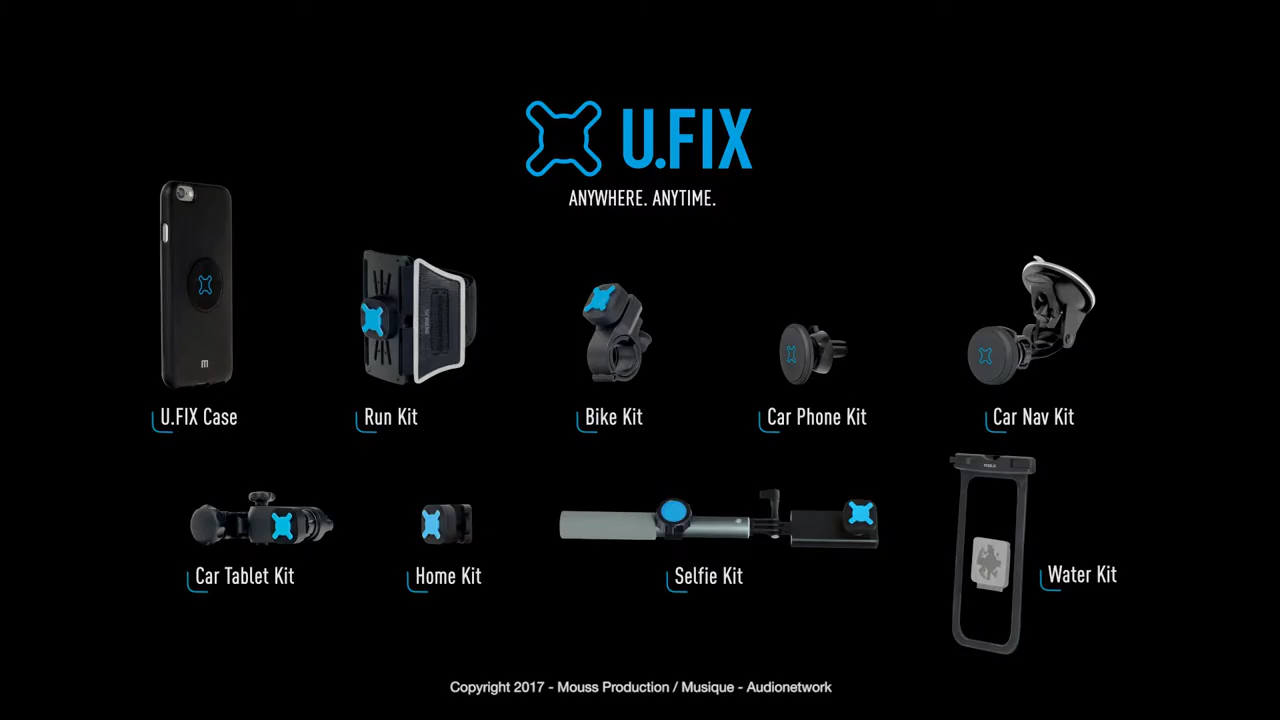 U.FIX
ANYWHERE. ANYTIME.
U.FIX Case
Run Kit
Bike Kit
Car Phone Kit
Car Nav Kit
Car Tablet Kit
Home Kit
Selfie Kit
Water Kit
Copyright 2017 - Mouss Production / Musique - Audionetwork